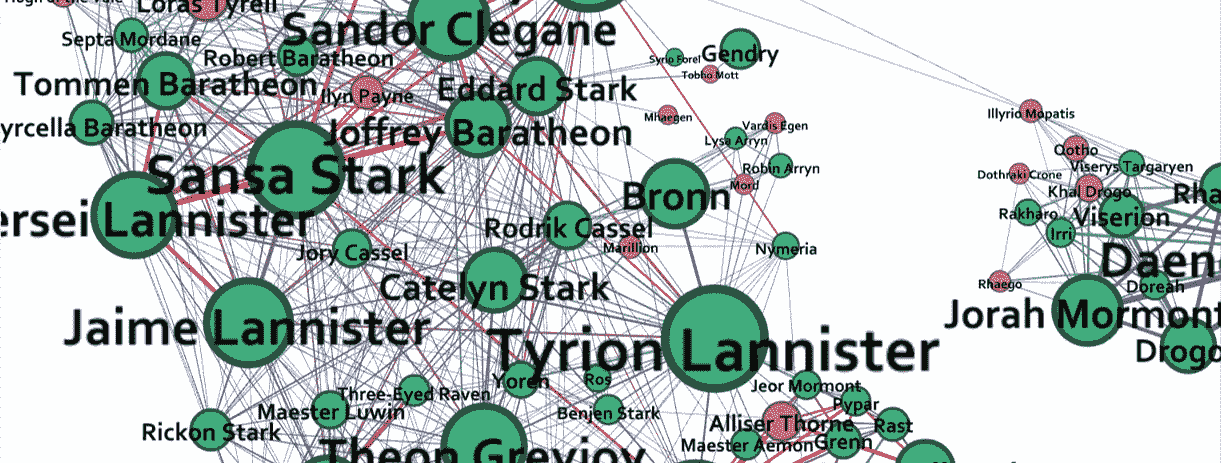 Loras Tyrell
Septa Mordane
Sandor Clegane
Robert Baratheon
Syrio Forel
Gendry
Tobho Mott
Tommen Baratheon
Ilyn Payne
Eddard Stark
Mhaegen
Illyrio Mopatis
yrcella Baratheon
Joffrey Baratheon
Vardis Egen
Lysa Arryn
Qotho
Viserys Targaryen
Sansa Stark
Robin Arryn
Dothraki Crone
Mord
Khal Drogo
Bronn
Rha
ersei Lannister
Rodrik Cassel
Rakharo
Viserion
Irri
Jory Cassel
Marillion
Nymeria
Daen
Catelyn Stark
Rhaego
Doreah
Jaime Lannister
Jorah Mormont
Tyrion Lannister
Drogo
Yoren
Ros
Three-Eyed Raven
Jeor Mormont
Maester Luwin
Benjen Stark
Pypar
Rickon Stark
Alliser Thorne
Rast
Maester Aemon
Grenn
Theon Greyjoy